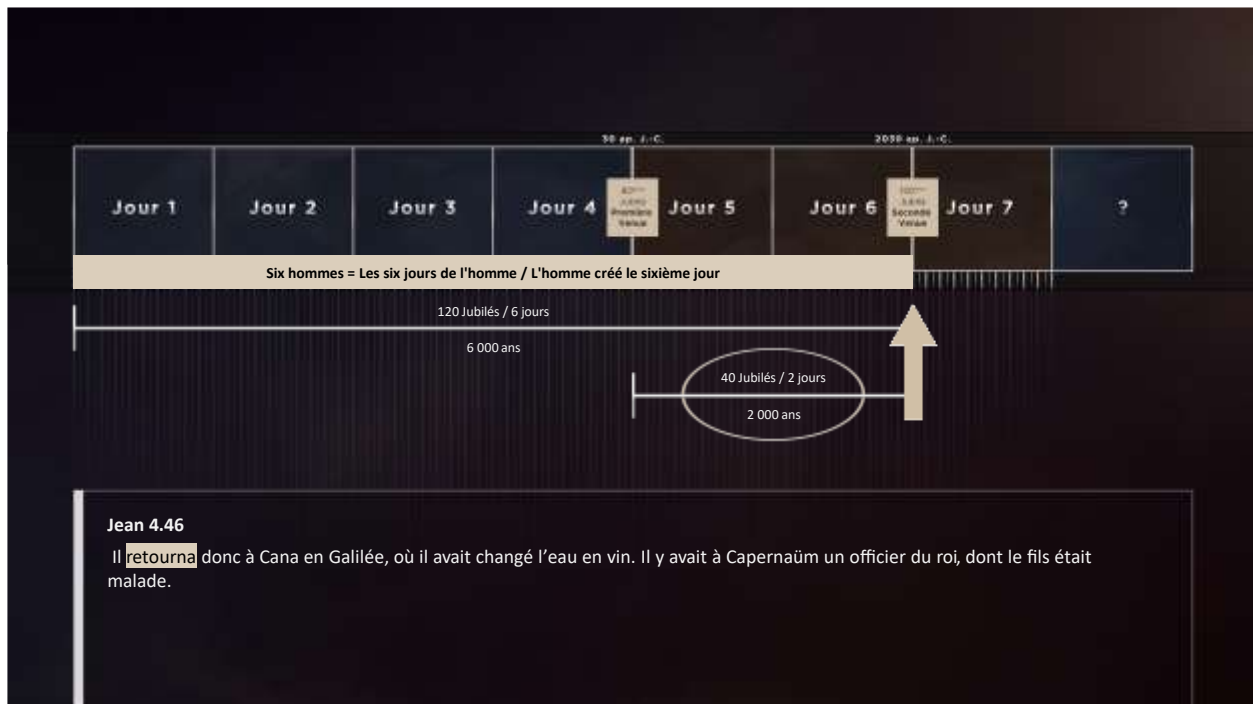 30 ap. J.-C. 2030 ap. J.-C.
Jour 1 Jour 2 Jour 3 Jour 4 Première Venue Jour 5 Jour 6 Seconde Venue Jour 7 ?
Six hommes = Les six jours de l'homme / L'homme créé le sixième jour
120 Jubilés / 6 jours
6 000 ans
40 Jubilés / 2 jours
2 000 ans
Jean 4.46
Il retourna donc à Cana en Galilée, où il avait changé l’eau en vin. Il y avait à Capernaüm un officier du roi, dont le fils était
malade.